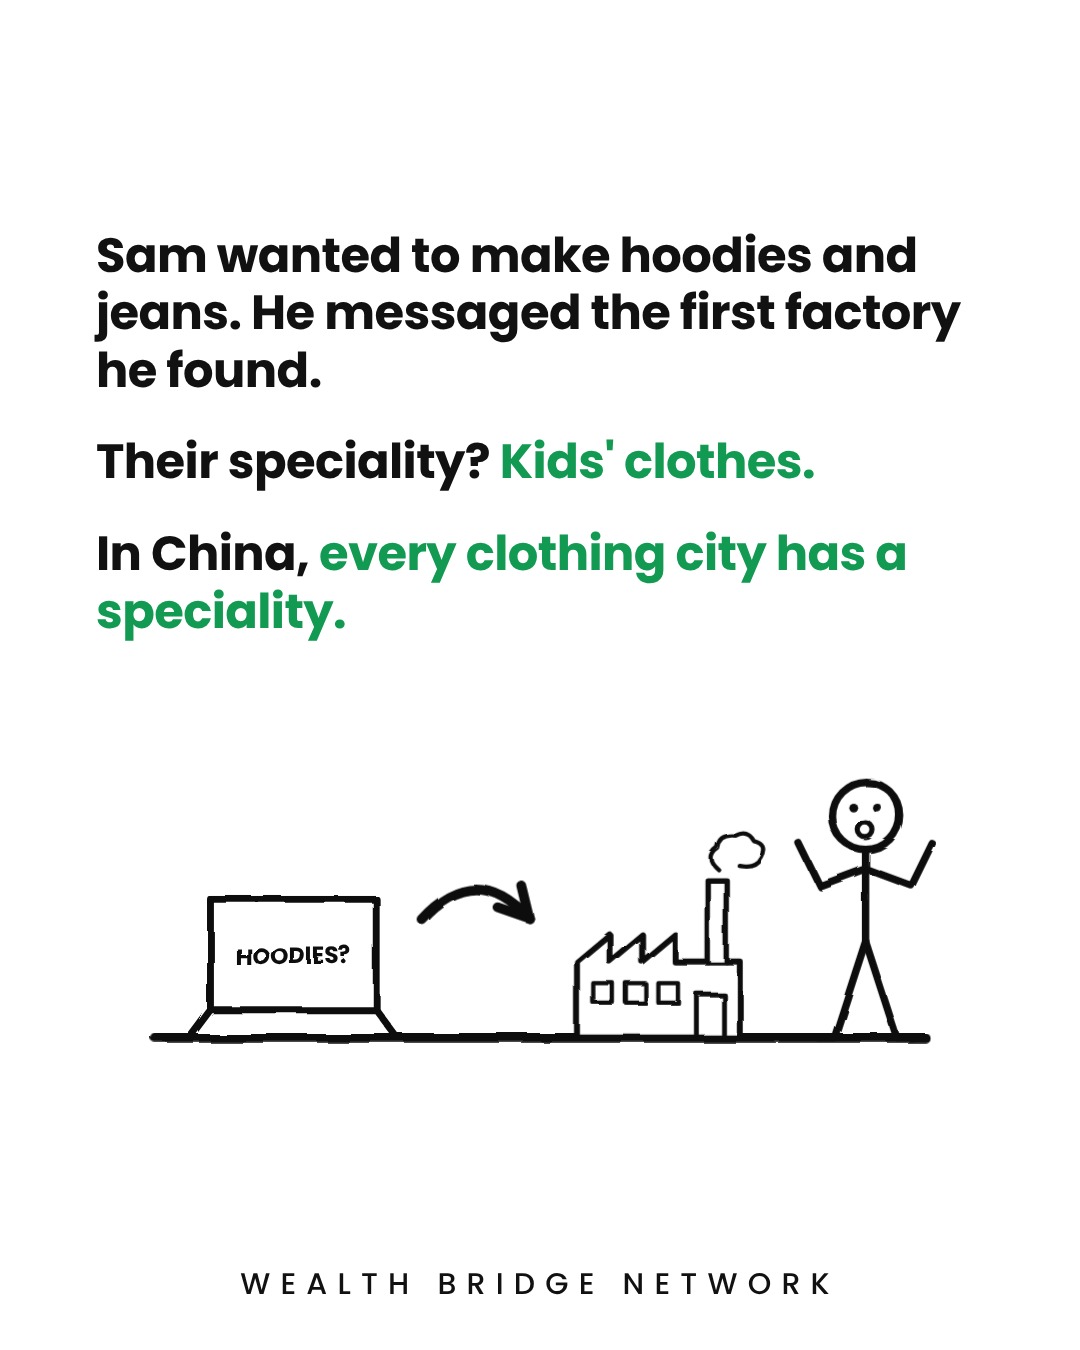 Sam wanted to make hoodies and
jeans. He messaged the first factory
he found.
Their speciality? Kids' clothes.
In China, every clothing city has a
speciality.
HOODIES?
WEALTH BRIDGE NETWORK